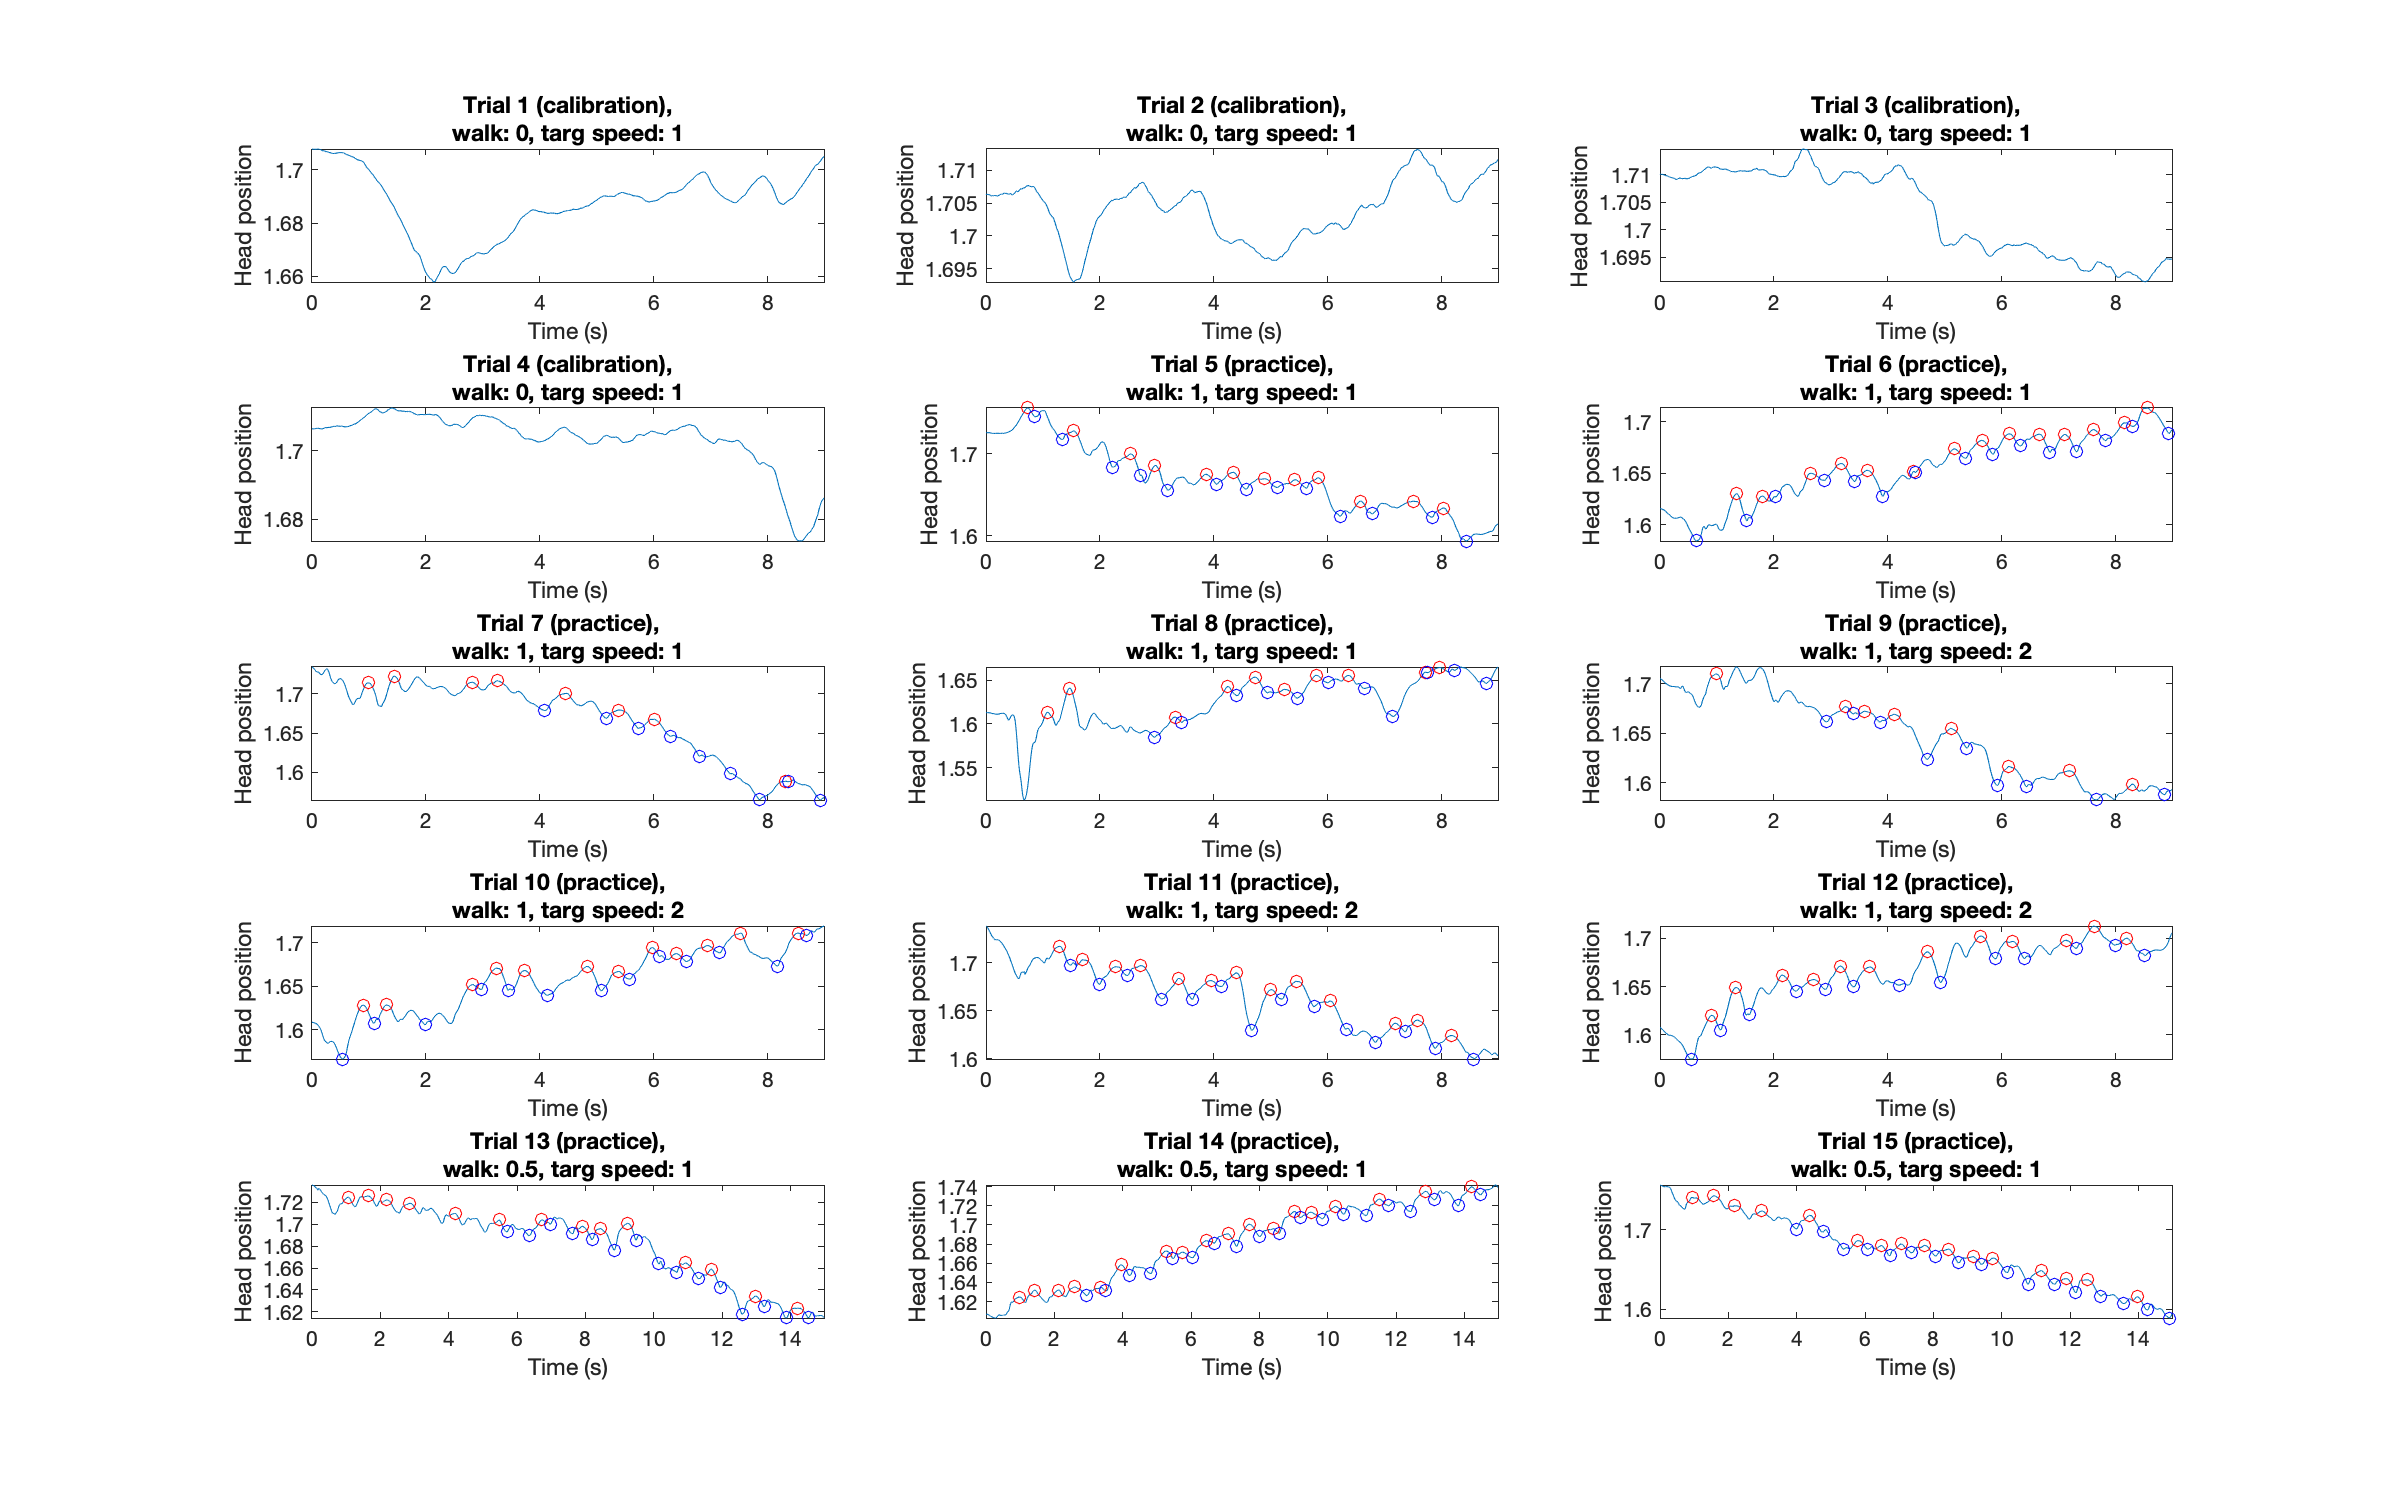 Trial 1 (calibration),
walk: 0, targ speed: 1
Head position
1.7
1.68
1.66
0 2 4 6 8
Time (s)
Trial 2 (calibration),
walk: 0, targ speed: 1
Head position
1.71
1.705
1.7
1.695
0 2 4 6 8
Time (s)
Trial 3 (calibration),
walk: 0, targ speed: 1
Head position
1.71
1.705
1.7
1.695
0 2 4 6 8
Time (s)
Trial 4 (calibration),
walk: 0, targ speed: 1
Head position
1.7
1.68
0 2 4 6 8
Time (s)
Trial 5 (practice),
walk: 1, targ speed: 1
Head position
1.7
1.6
0 2 4 6 8
Time (s)
Trial 6 (practice),
walk: 1, targ speed: 1
Head position
1.7
1.65
1.6
0 2 4 6 8
Time (s)
Trial 7 (practice),
walk: 1, targ speed: 1
Head position
1.7
1.65
1.6
0 2 4 6 8
Time (s)
Trial 8 (practice),
walk: 1, targ speed: 1
Head position
1.65
1.6
1.55
0 2 4 6 8
Time (s)
Trial 9 (practice),
walk: 1, targ speed: 2
Head position
1.7
1.65
1.6
0 2 4 6 8
Time (s)
Trial 10 (practice),
walk: 1, targ speed: 2
Head position
1.7
1.65
1.6
0 2 4 6 8
Time (s)
Trial 11 (practice),
walk: 1, targ speed: 2
Head position
1.7
1.65
1.6
0 2 4 6 8
Time (s)
Trial 12 (practice),
walk: 1, targ speed: 2
Head position
1.7
1.65
1.6
0 2 4 6 8
Time (s)
Trial 13 (practice),
walk: 0.5, targ speed: 1
Head position
1.72
1.7
1.68
1.66
1.64
1.62
0 2 4 6 8 10 12 14
Time (s)
Trial 14 (practice),
walk: 0.5, targ speed: 1
Head position
1.74
1.72
1.7
1.68
1.66
1.64
1.62
0 2 4 6 8 10 12 14
Time (s)
Trial 15 (practice),
walk: 0.5, targ speed: 1
Head position
1.7
1.6
0 2 4 6 8 10 12 14
Time (s)